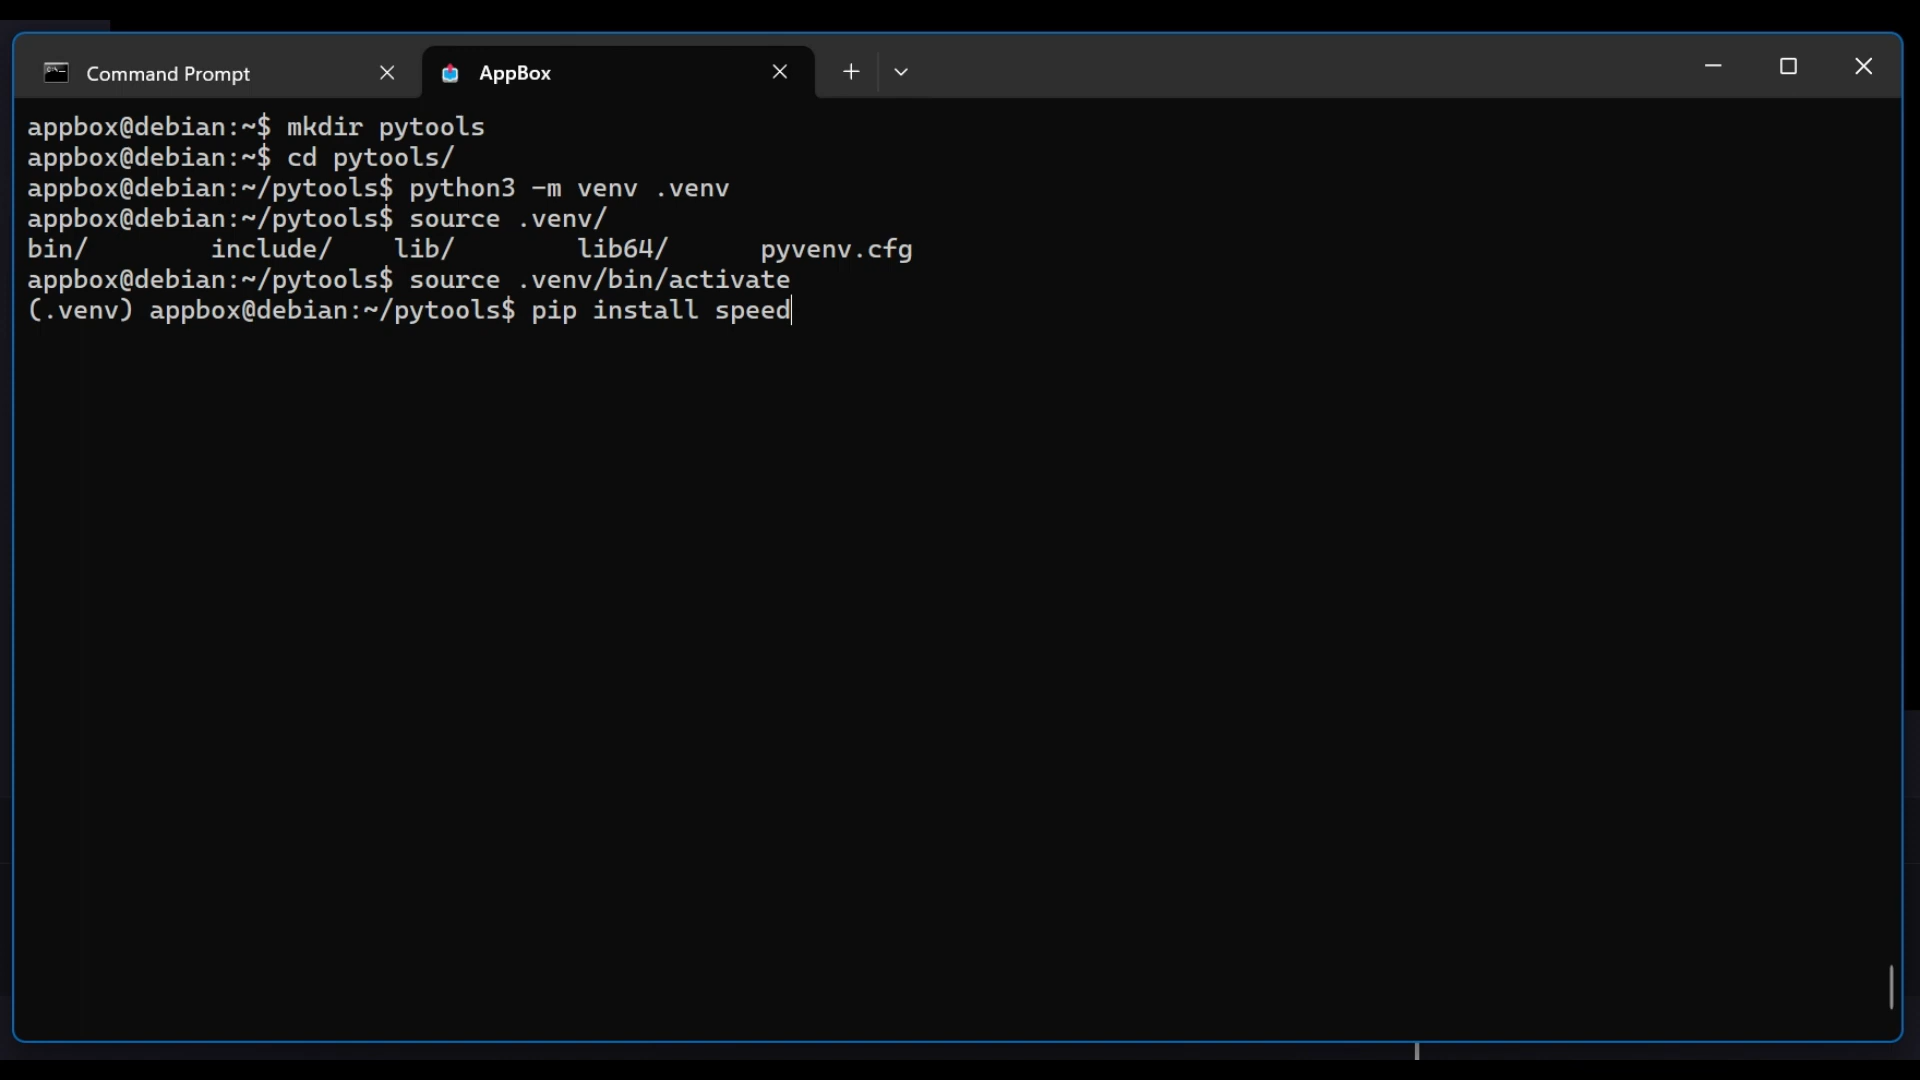 Command Prompt
AppBox
appbox@debian:~$ mkdir pytools
appbox@debian:~$ cd pytools/
appbox@debian:~/pytools$ python3 -m venv .venv
appbox@debian:~/pytools$ source .venv/
bin/ include/ lib/ lib64/ pyvenv.cfg
appbox@debian:~/pytools$ source .venv/bin/activate
(.venv) appbox@debian:~/pytools$ pip install speed